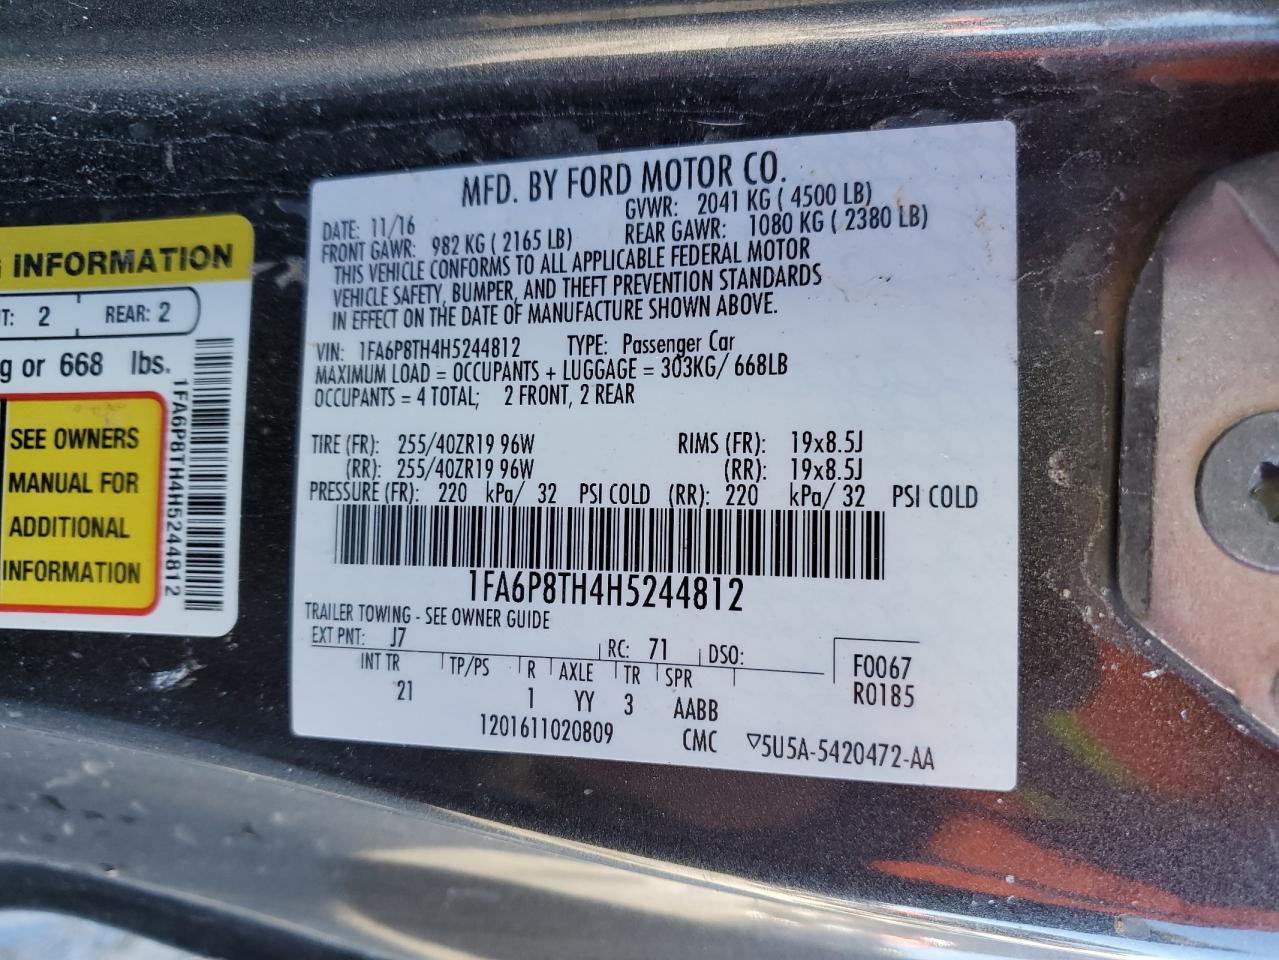 INFORMATION
2 REAR: 2
g or 668 lbs.
SEE OWNERS
MANUAL FOR
ADDITIONAL
INFORMATION
1FA6P8TH4H5244812
MFD. BY FORD MOTOR CO.
DATE: 11/16 GVWR: 2041 KG ( 4500 LB)
FRONT GAWR: 982 KG ( 2165 LB) REAR GAWR: 1080 KG ( 2380 LB)
THIS VEHICLE CONFORMS TO ALL APPLICABLE FEDERAL MOTOR
VEHICLE SAFETY, BUMPER, AND THEFT PREVENTION STANDARDS
IN EFFECT ON THE DATE OF MANUFACTURE SHOWN ABOVE.
VIN: 1FA6P8TH4H5244812 TYPE: Passenger Car
MAXIMUM LOAD = OCCUPANTS + LUGGAGE = 303KG/ 668LB
OCCUPANTS = 4 TOTAL; 2 FRONT, 2 REAR
TIRE (FR): 255/40ZR19 96W RIMS (FR): 19x8.5J
(RR): 255/40ZR19 96W (RR): 19x8.5J
PRESSURE (FR): 220 kPa/ 32 PSI COLD (RR): 220 kPa/ 32 PSI COLD
1FA6P8TH4H5244812
TRAILER TOWING - SEE OWNER GUIDE
EXT PNT: J7 RC: 71 DSO: F0067
INT TR TP/PS R AXLE TR SPR R0185
21 1 YY 3 AABB
1201611020809 CMC ▽5U5A-5420472-AA